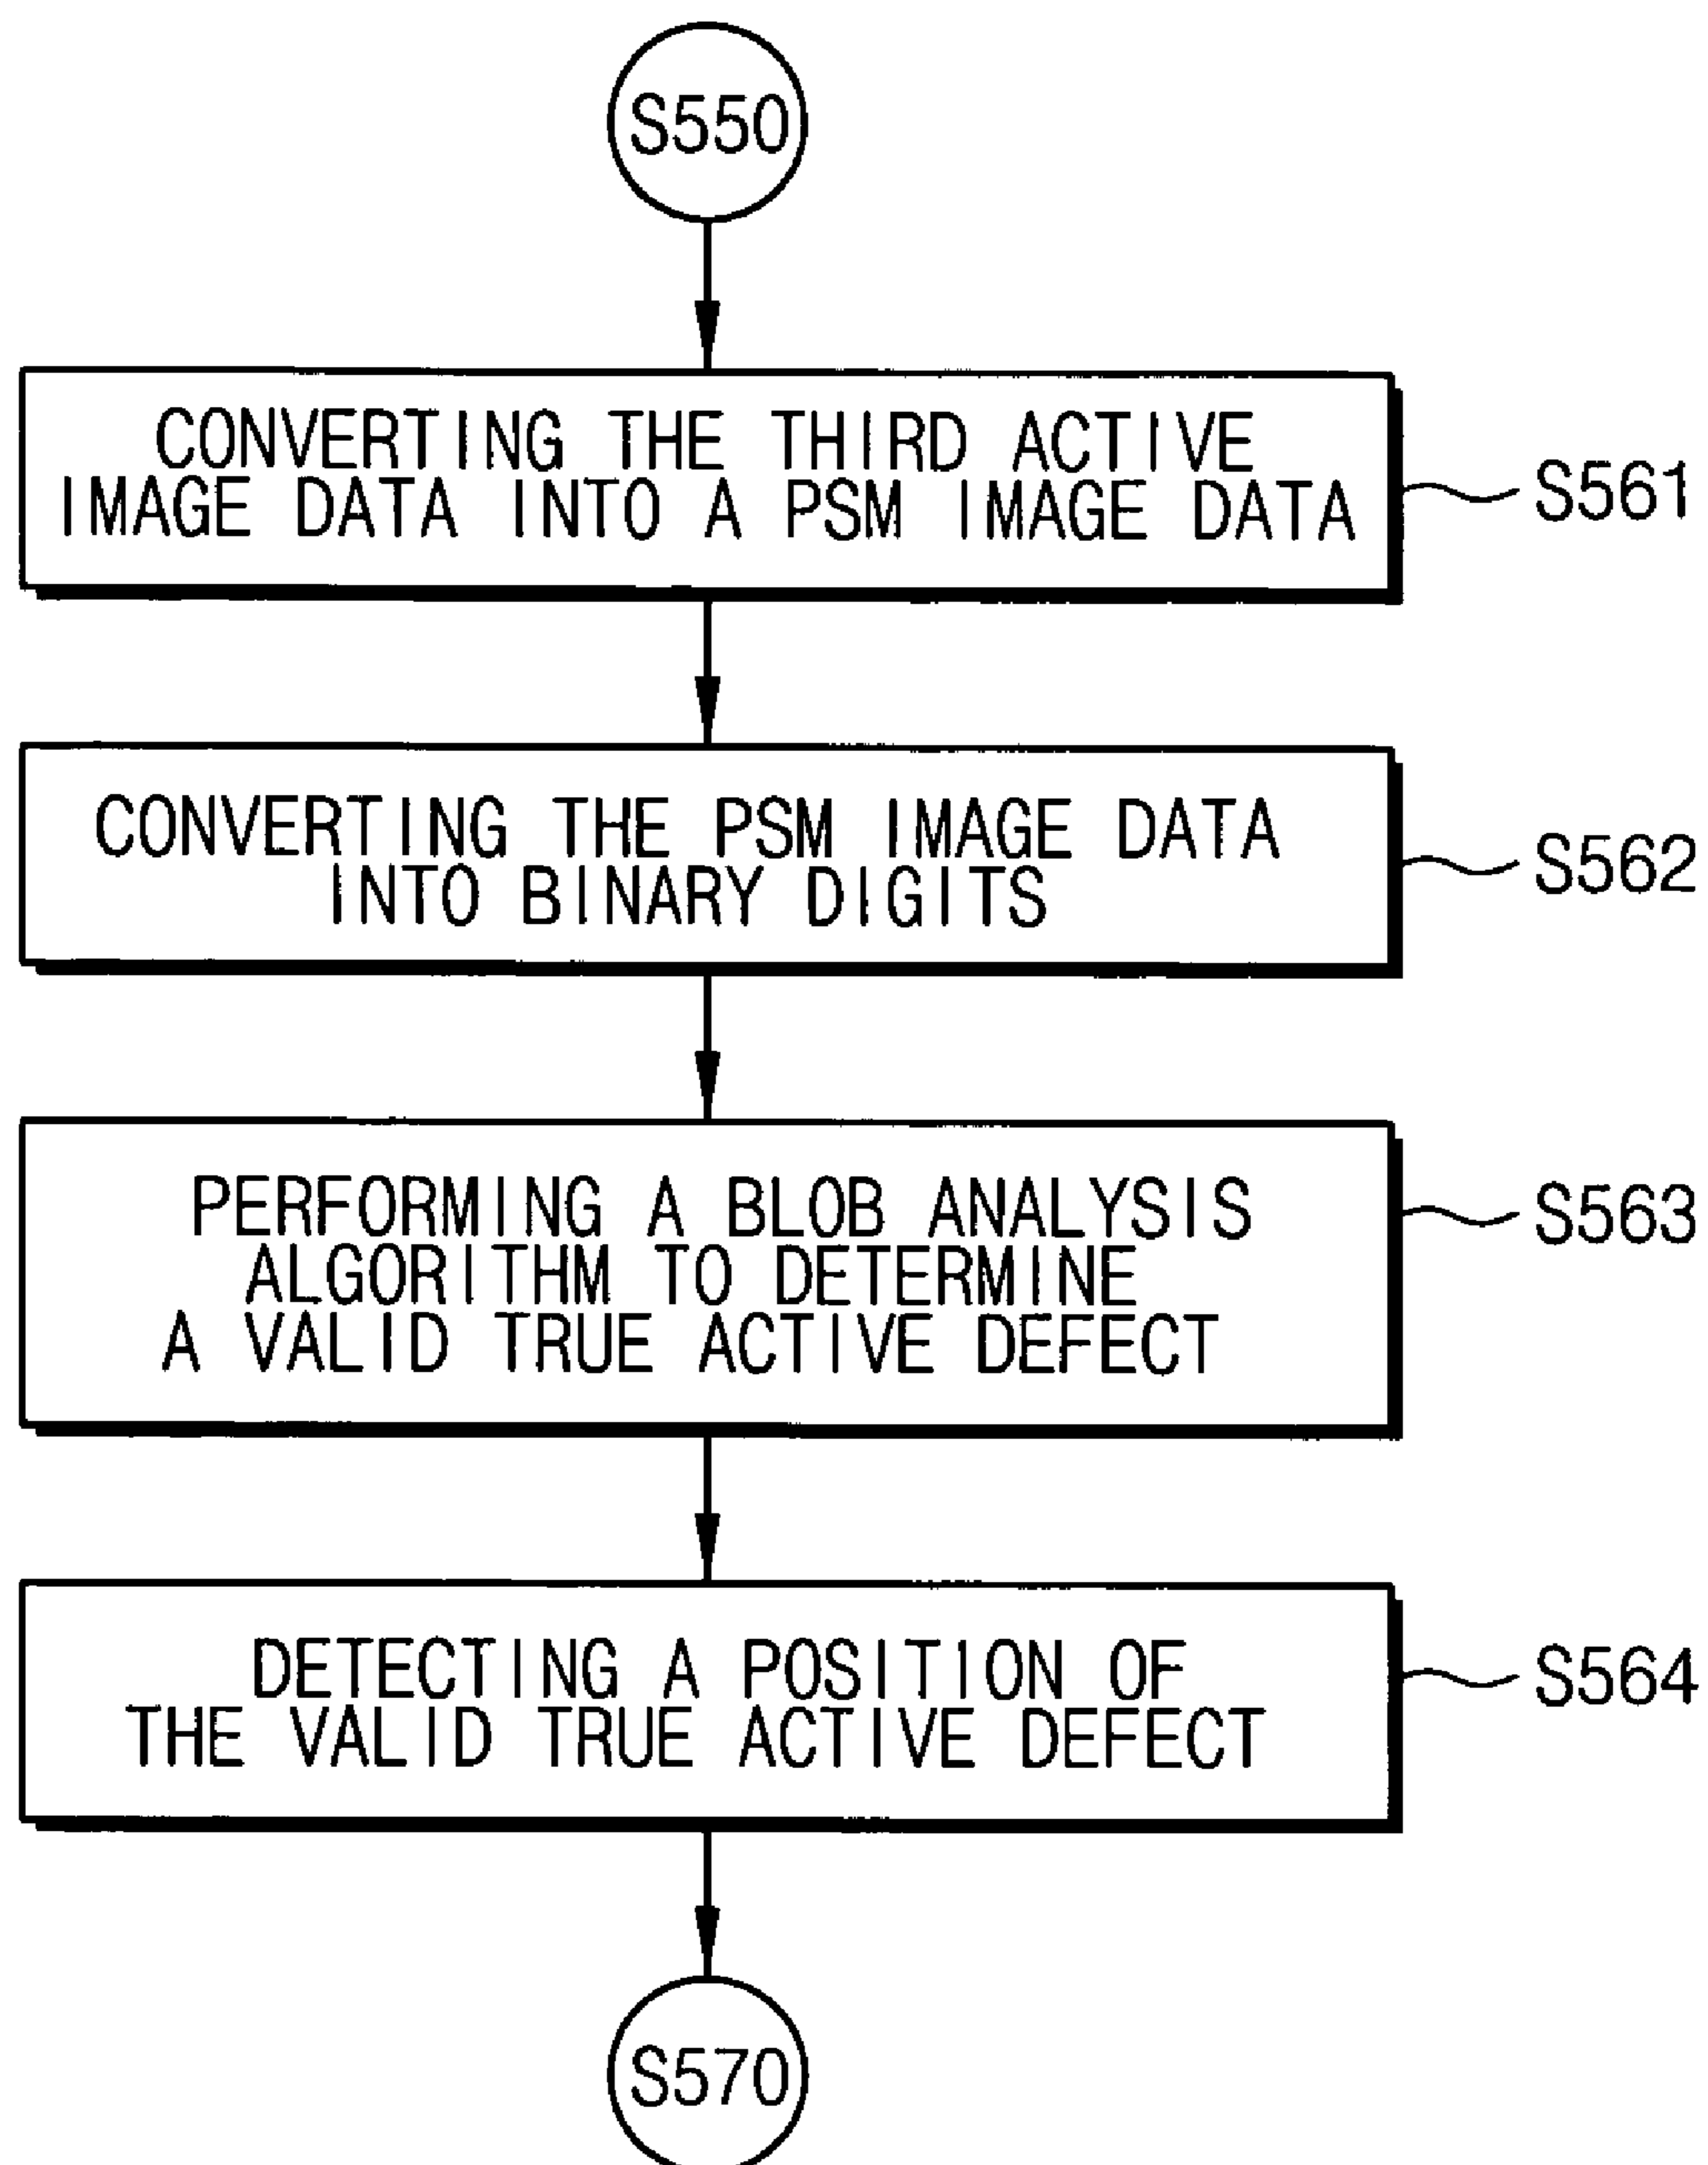 S550
CONVERTING THE THIRD ACTIVE
IMAGE DATA INTO A PSM IMAGE DATA
S561
CONVERTING THE PSM IMAGE DATA
INTO BINARY DIGITS
S562
PERFORMING A BLOB ANALYSIS
ALGORITHM TO DETERMINE
A VALID TRUE ACTIVE DEFECT
S563
DETECTING A POSITION OF
THE VALID TRUE ACTIVE DEFECT
S564
S570